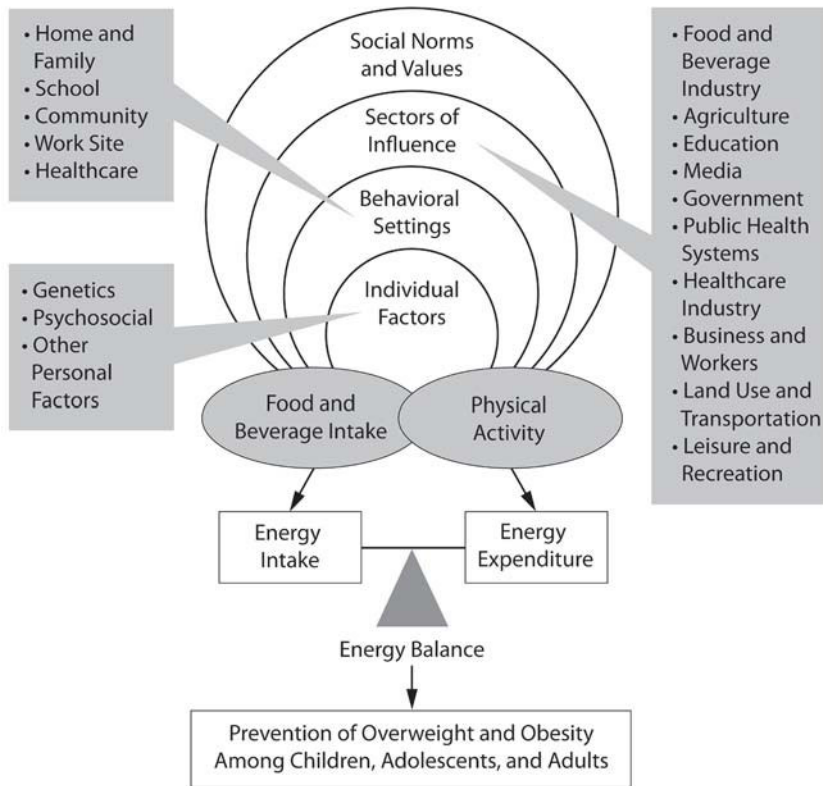 • Home and
Family
• School
• Community
• Work Site
• Healthcare
Social Norms
and Values
Sectors of
Influence
Behavioral
Settings
Individual
Factors
• Food and
Beverage
Industry
• Agriculture
• Education
• Media
• Government
• Public Health
Systems
• Healthcare
Industry
• Business and
Workers
• Land Use and
Transportation
• Leisure and
Recreation
• Genetics
• Psychosocial
• Other
Personal
Factors
Food and
Beverage Intake
Physical
Activity
Energy
Intake
Energy
Expenditure
Energy Balance
Prevention of Overweight and Obesity
Among Children, Adolescents, and Adults